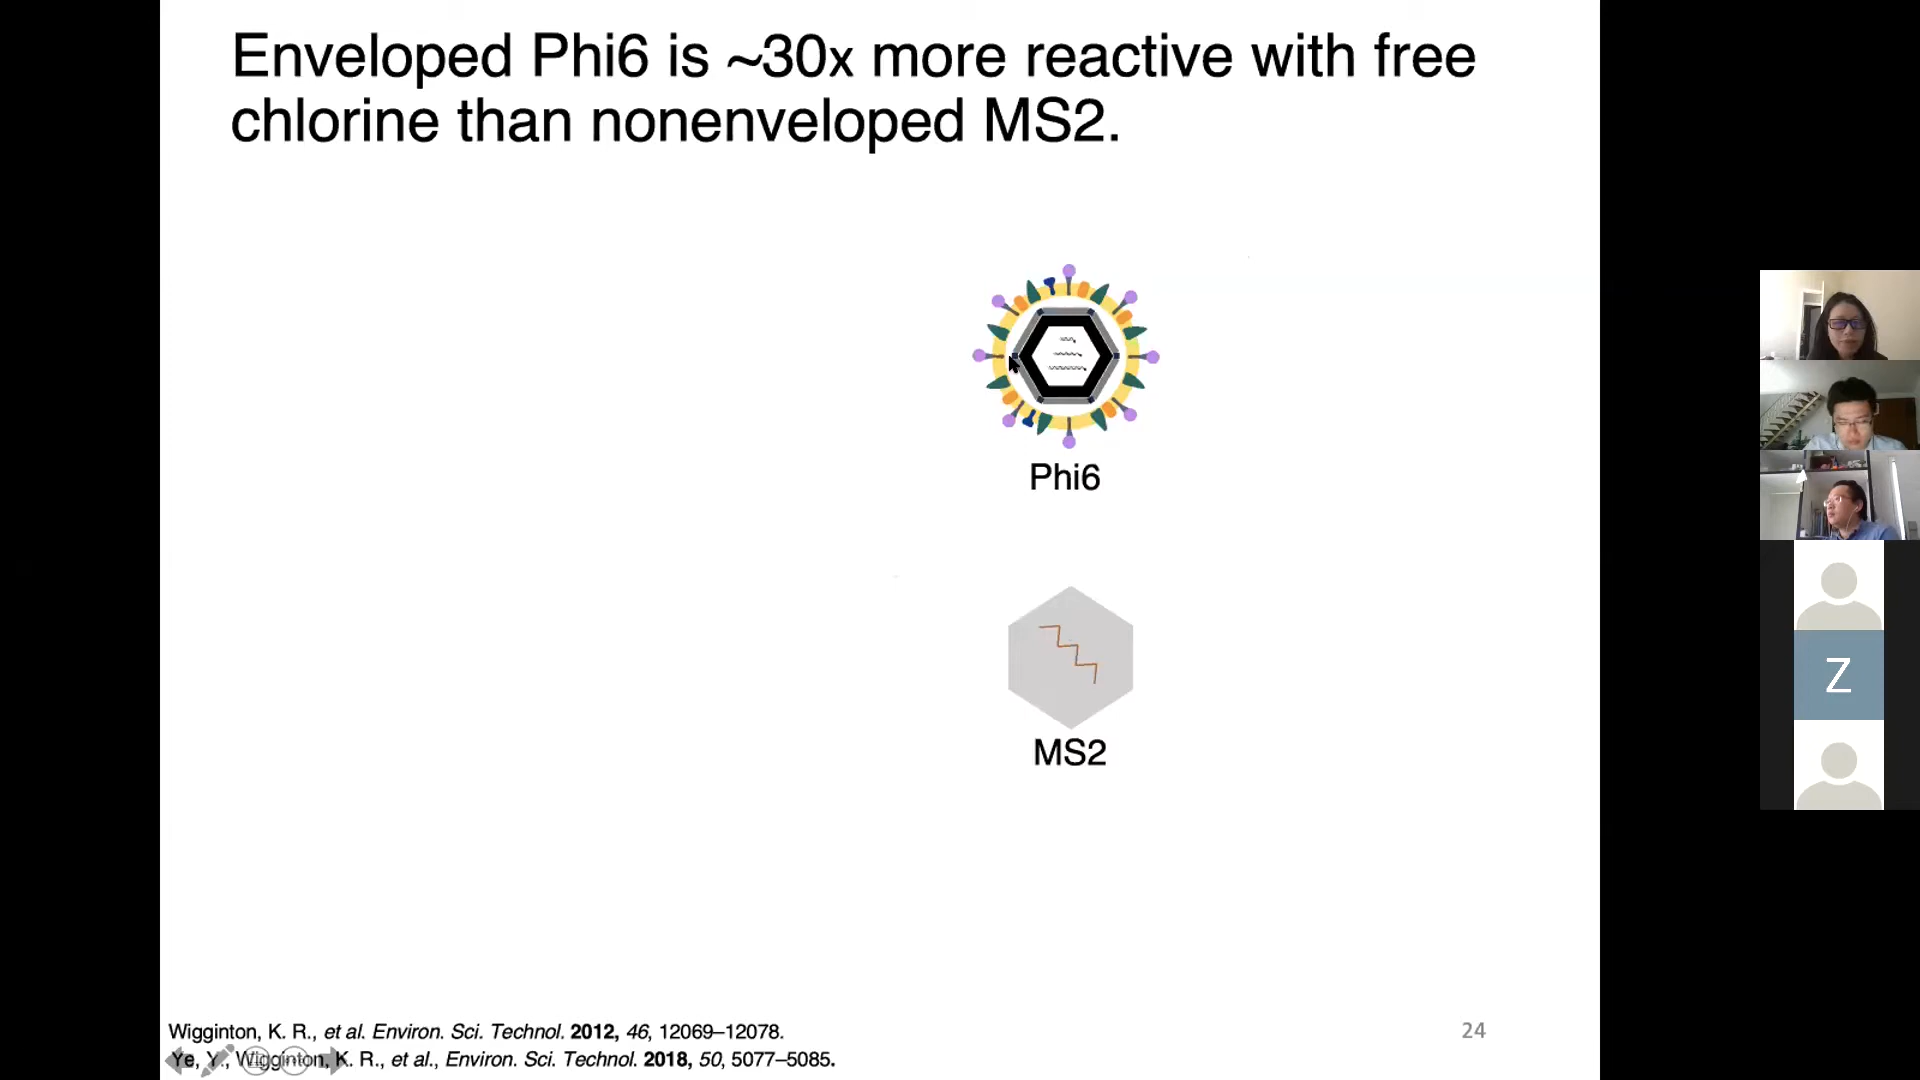 Enveloped Phi6 is ~30x more reactive with free
chlorine than nonenveloped MS2.
Phi6
MS2
Z
Wigginton, K. R., et al. Environ. Sci. Technol. 2012, 46, 12069–12078.
Ye, Y., Wigginton, K. R., et al., Environ. Sci. Technol. 2018, 50, 5077–5085.
24